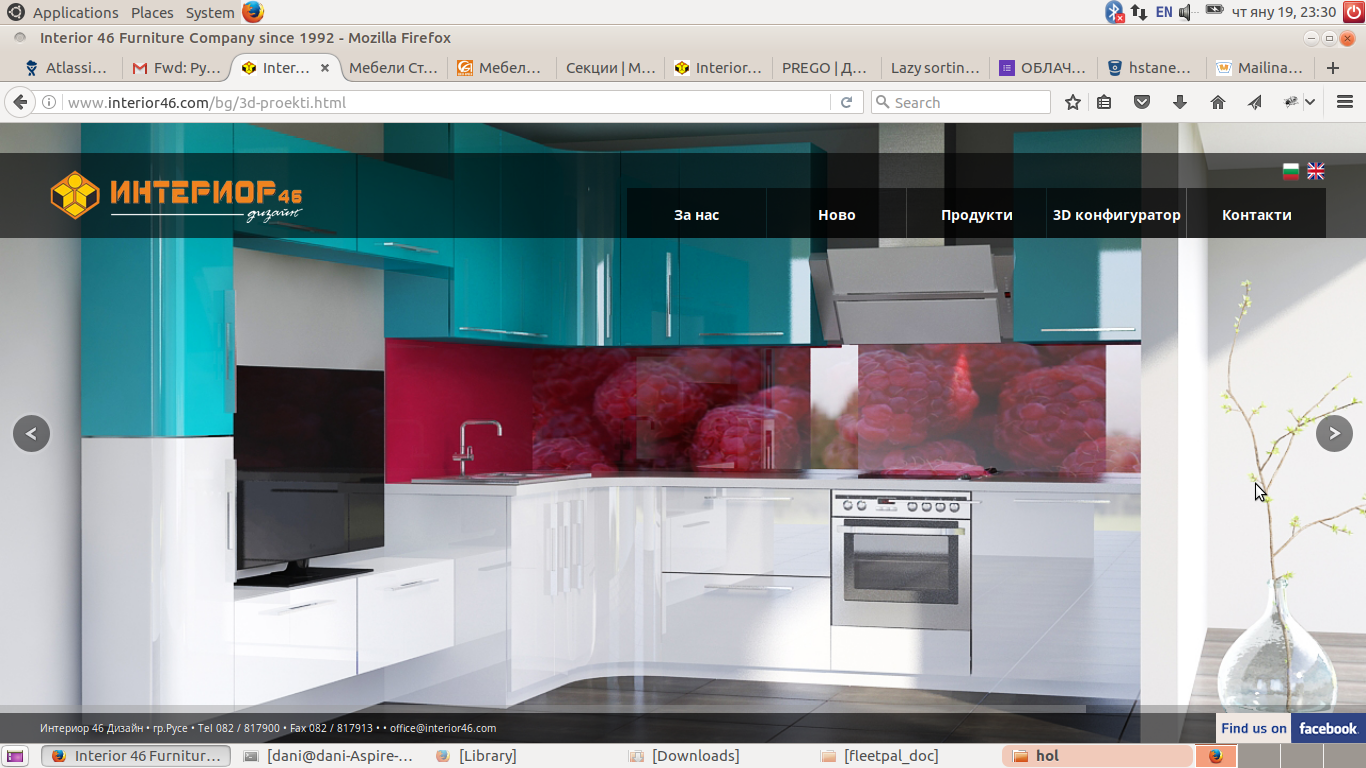 Applications Places System
EN
чт яну 19, 23:30
Interior 46 Furniture Company since 1992 - Mozilla Firefox
Atlassi...
Fwd: Py...
Inter...
Мебели Ст...
Мебел...
Секции | М...
Interior...
PREGO | Д...
Lazy sortin...
ОБЛАЧ...
hstane...
Mailina...
www.interior46.com/bg/3d-proekti.html
Search
ИНТЕРИОР 46
дизайн
За нас
Ново
Продукти
3D конфигуратор
Контакти
<
>
Интериор 46 Дизайн • гр.Русе • Tel 082 / 817900 • Fax 082 / 817913 • • office@interior46.com
Find us on facebook.
Interior 46 Furnitur...
[dani@dani-Aspire-...
[Library]
[Downloads]
[fleetpal_doc]
hol